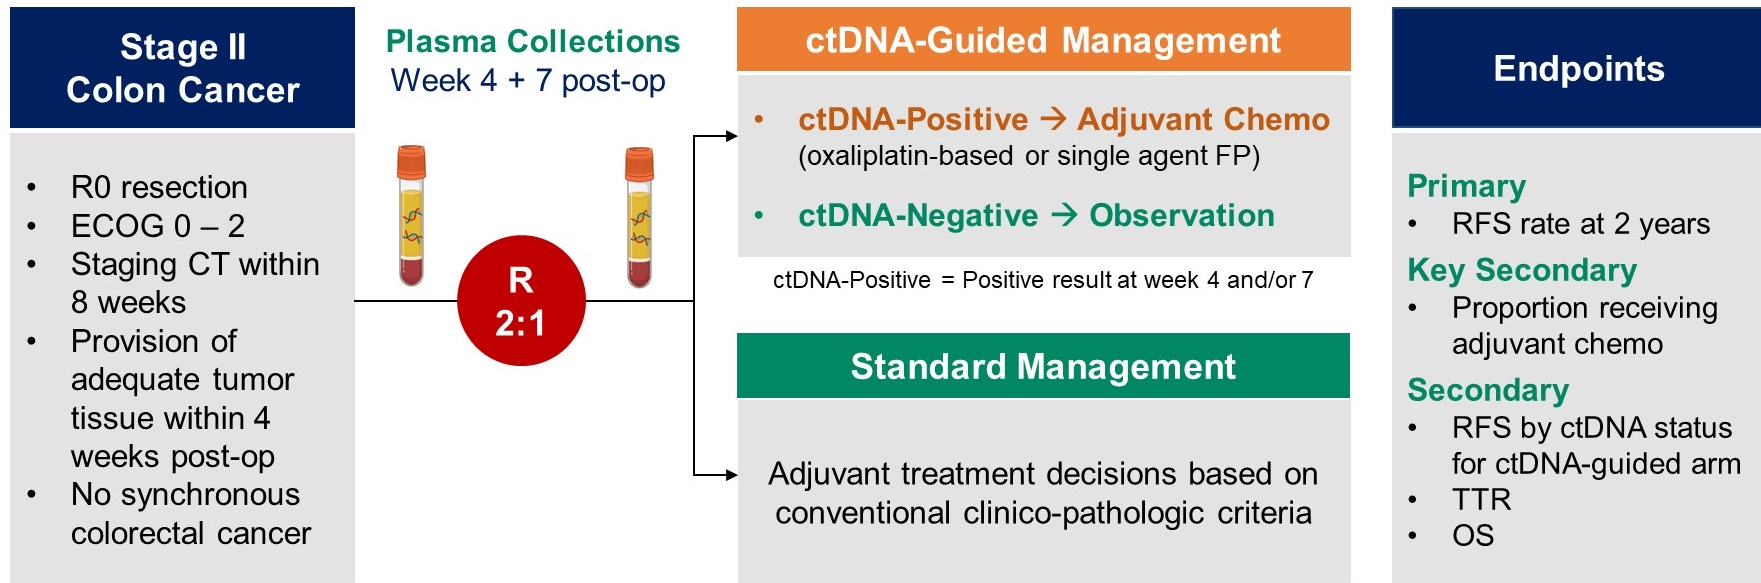 Stage II
Colon Cancer
• R0 resection
• ECOG 0 – 2
• Staging CT within
8 weeks
• Provision of
adequate tumor
tissue within 4
weeks post-op
• No synchronous
colorectal cancer
Plasma Collections
Week 4 + 7 post-op
R
2:1
ctDNA-Guided Management
• ctDNA-Positive → Adjuvant Chemo
(oxaliplatin-based or single agent FP)
• ctDNA-Negative → Observation
ctDNA-Positive = Positive result at week 4 and/or 7
Standard Management
Adjuvant treatment decisions based on
conventional clinico-pathologic criteria
Endpoints
Primary
• RFS rate at 2 years
Key Secondary
• Proportion receiving
adjuvant chemo
Secondary
• RFS by ctDNA status
for ctDNA-guided arm
• TTR
• OS